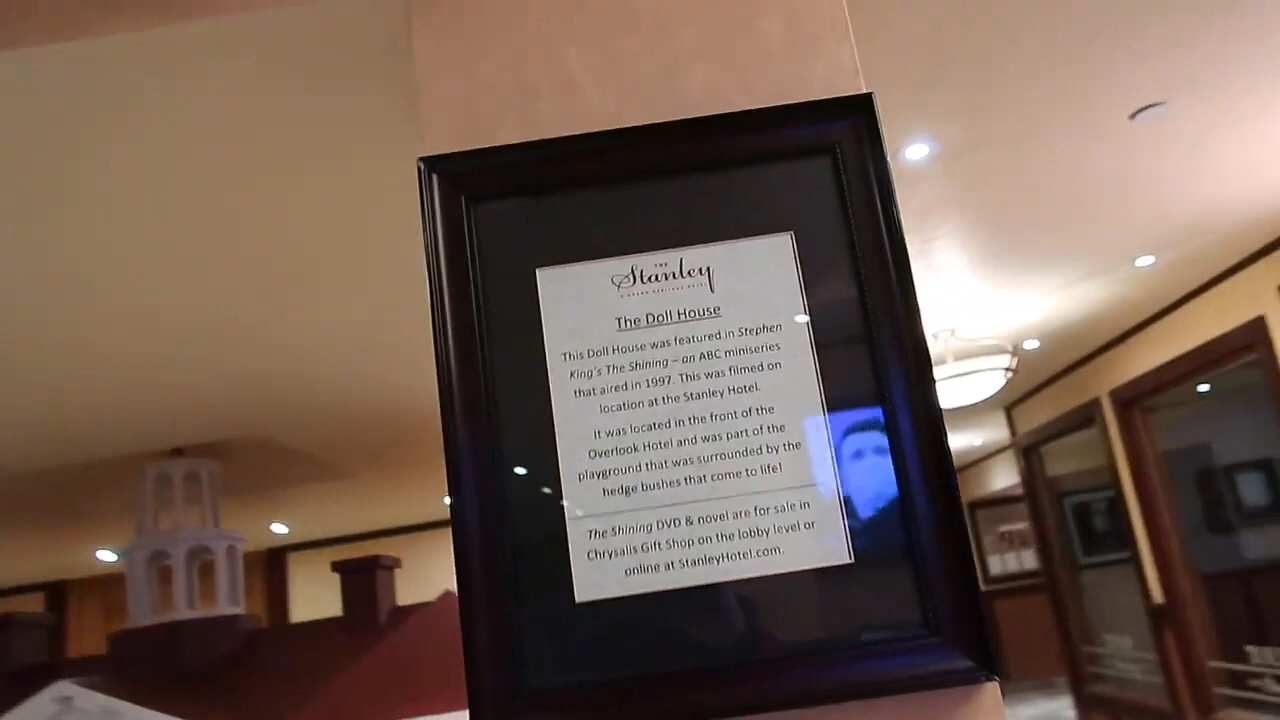 THE
Stanley
The Doll House
This Doll House was featured in Stephen
King's The Shining – an ABC miniseries
that aired in 1997. This was filmed on
location at the Stanley Hotel.
It was located in the front of the
Overlook Hotel and was part of the
playground that was surrounded by the
hedge bushes that come to life!
The Shining DVD & novel are for sale in
Chrysalis Gift Shop on the lobby level or
online at StanleyHotel.com.